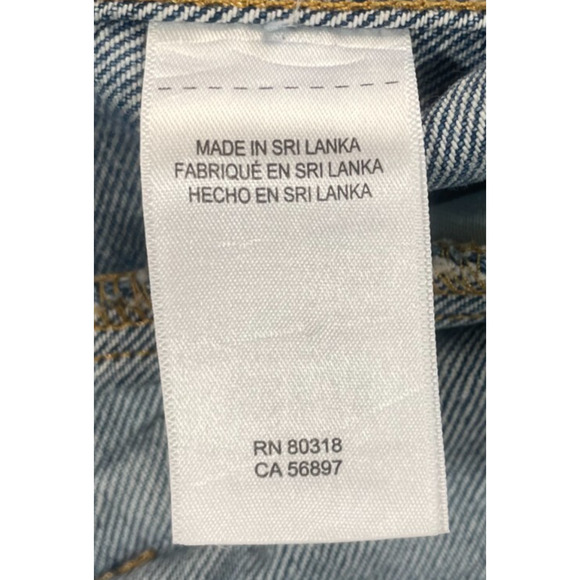 MADE IN SRI LANKA
FABRIQUÉ EN SRI LANKA
HECHO EN SRI LANKA
RN 80318
CA 56897